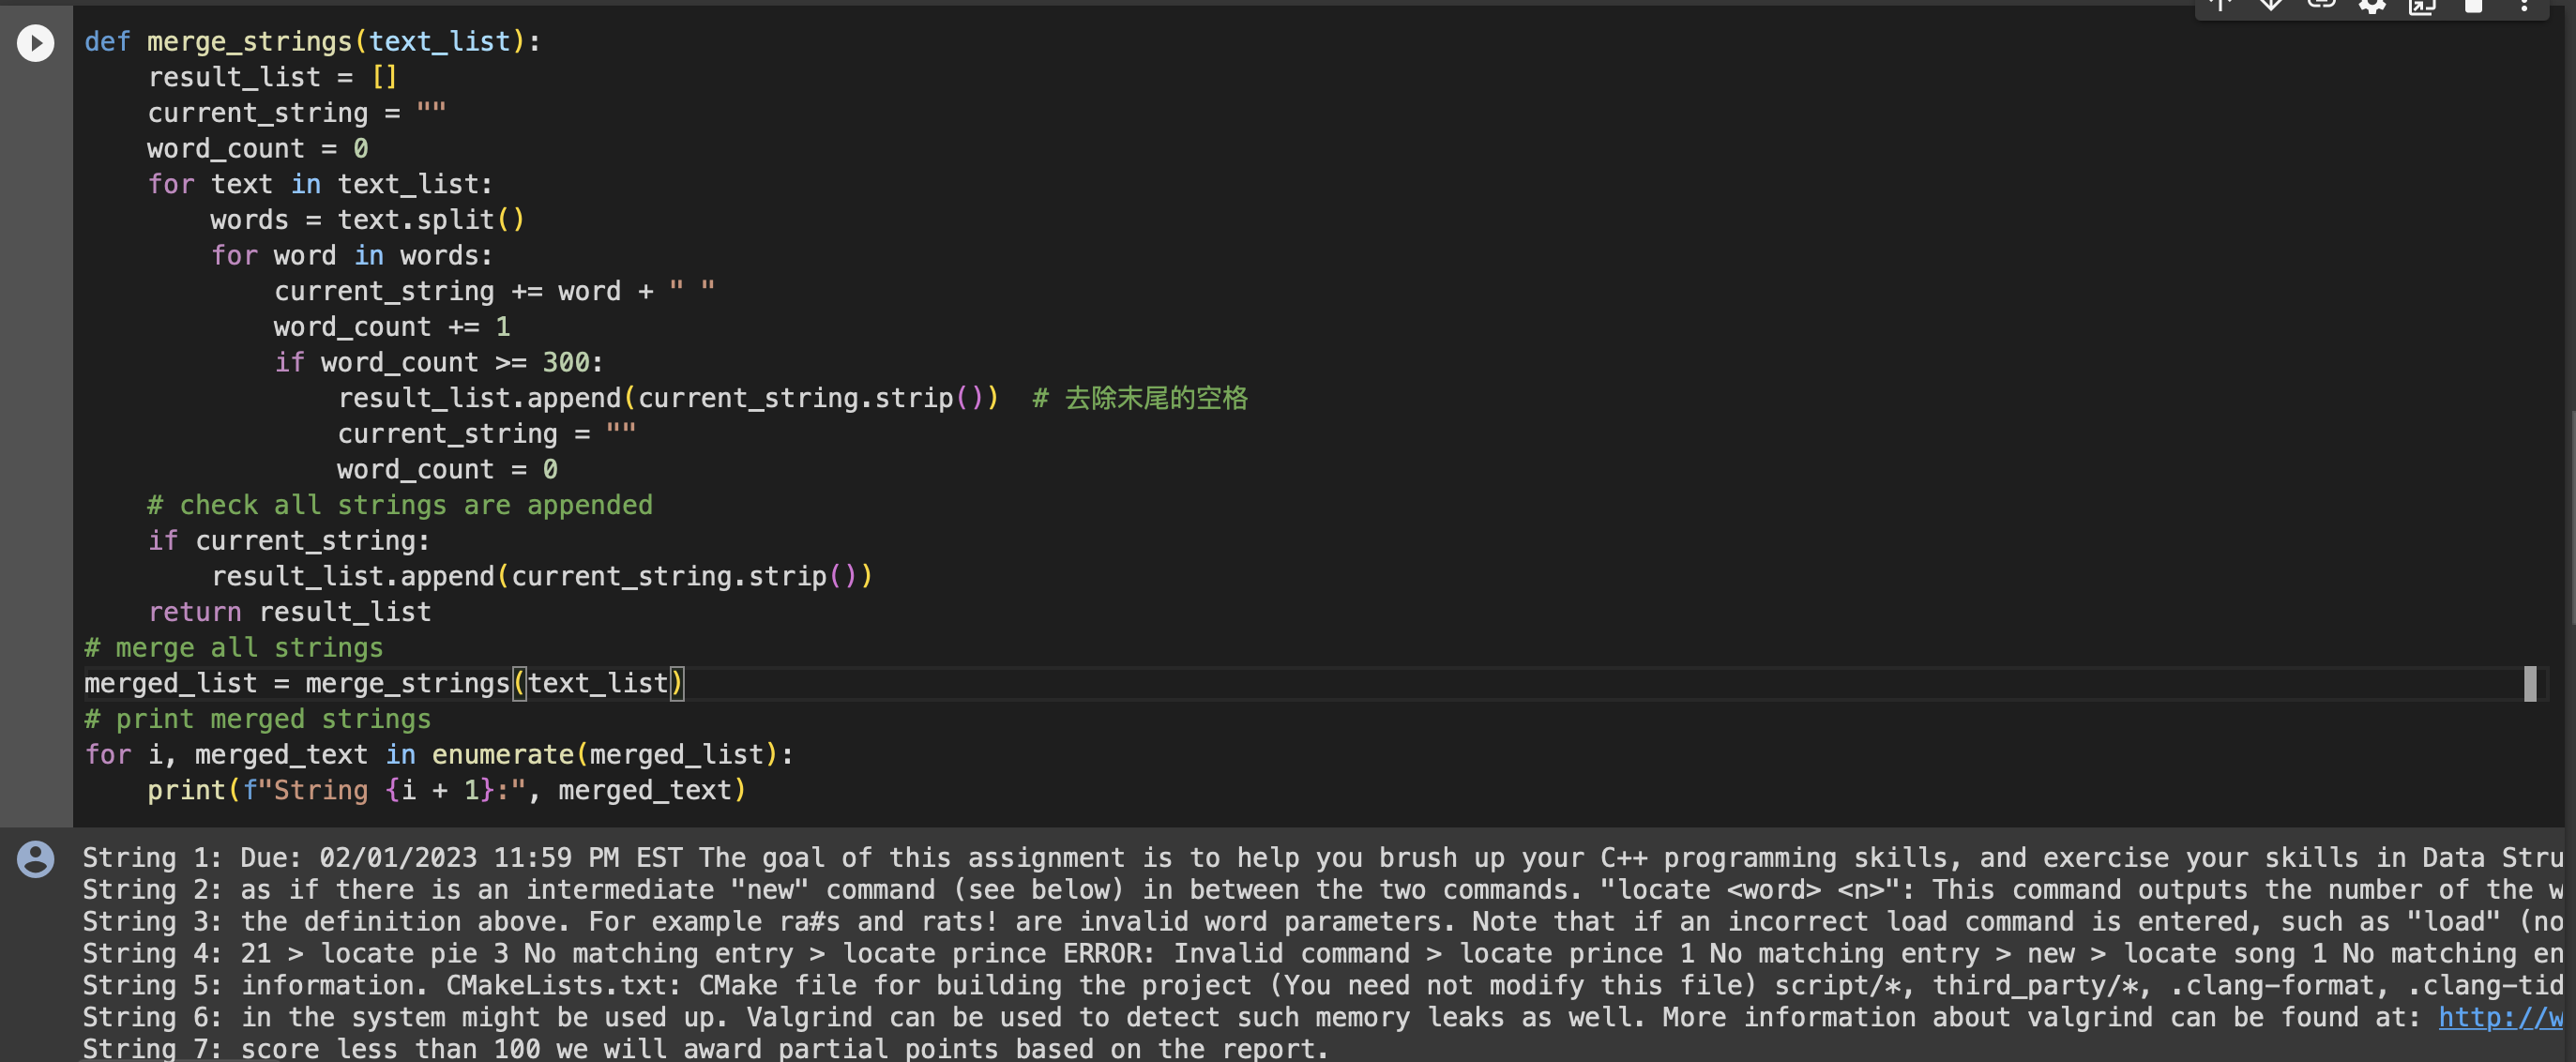 def merge_strings(text_list):
    result_list = []
    current_string = ""
    word_count = 0
    for text in text_list:
        words = text.split()
        for word in words:
            current_string += word + " "
            word_count += 1
            if word_count >= 300:
                result_list.append(current_string.strip())  # 去除末尾的空格
                current_string = ""
                word_count = 0
    # check all strings are appended
    if current_string:
        result_list.append(current_string.strip())
    return result_list
# merge all strings
merged_list = merge_strings(text_list)
# print merged strings
for i, merged_text in enumerate(merged_list):
    print(f"String {i + 1}:", merged_text)
String 1: Due: 02/01/2023 11:59 PM EST The goal of this assignment is to help you brush up your C++ programming skills, and exercise your skills in Data Stru
String 2: as if there is an intermediate "new" command (see below) in between the two commands. "locate <word> <n>": This command outputs the number of the w
String 3: the definition above. For example ra#s and rats! are invalid word parameters. Note that if an incorrect load command is entered, such as "load" (no
String 4: 21 > locate pie 3 No matching entry > locate prince ERROR: Invalid command > locate prince 1 No matching entry > new > locate song 1 No matching en
String 5: information. CMakeLists.txt: CMake file for building the project (You need not modify this file) script/*, third_party/*, .clang-format, .clang-tid
String 6: in the system might be used up. Valgrind can be used to detect such memory leaks as well. More information about valgrind can be found at: http://w
String 7: score less than 100 we will award partial points based on the report.